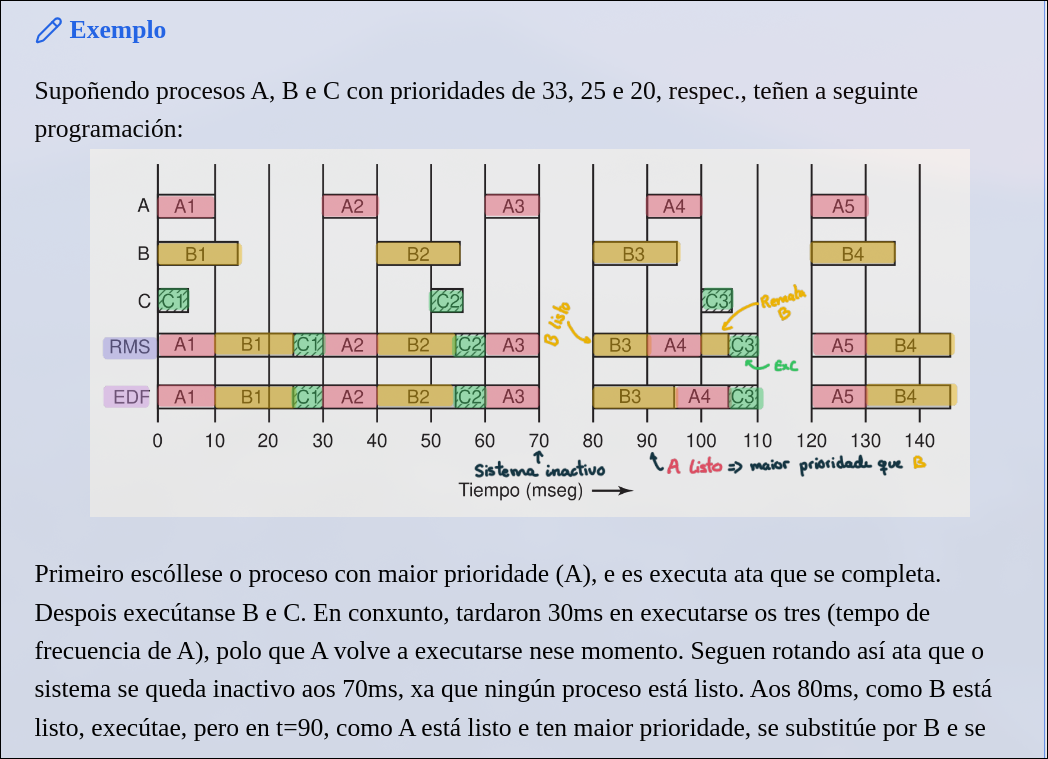 Exemplo
Supoñendo procesos A, B e C con prioridades de 33, 25 e 20, respec., teñen a seguinte
programación:
A A1 A2 A3 A4 A5
B B1 B2 B3 B4
C C1 C2 C3
B listo
Remata
B
RMS A1 B1 C1 A2 B2 C2 A3 B3 A4 C3 A5 B4
ExC
EDF A1 B1 C1 A2 B2 C2 A3 B3 A4 C3 A5 B4
0 10 20 30 40 50 60 70 80 90 100 110 120 130 140
Sistema inactivo
A listo => maior prioridade que B
Tiempo (mseg)
Primeiro escóllese o proceso con maior prioridade (A), e es executa ata que se completa.
Despois execútanse B e C. En conxunto, tardaron 30ms en executarse os tres (tempo de
frecuencia de A), polo que A volve a executarse nese momento. Seguen rotando así ata que o
sistema se queda inactivo aos 70ms, xa que ningún proceso está listo. Aos 80ms, como B está
listo, execútae, pero en t=90, como A está listo e ten maior prioridade, se substitúe por B e se